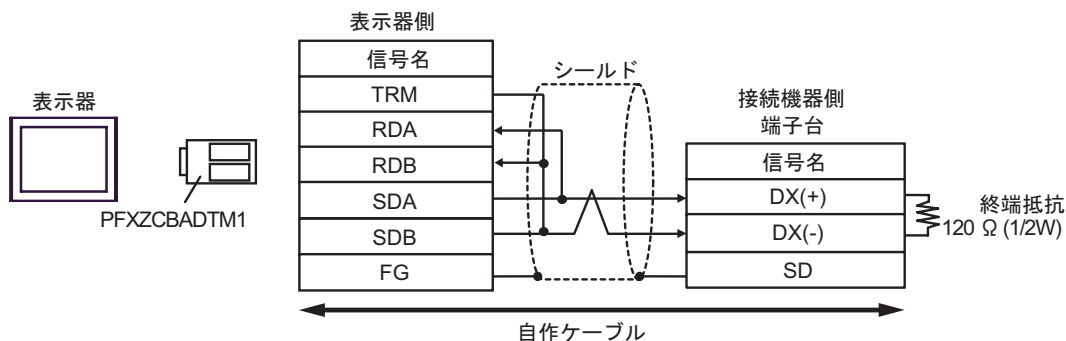 表示器
PFXZCBADTM1
表示器側
信号名
TRM
RDA
RDB
SDA
SDB
FG
シールド
接続機器側
端子台
信号名
DX(+)
DX(-)
SD
終端抵抗
120 Ω (1/2W)
自作ケーブル